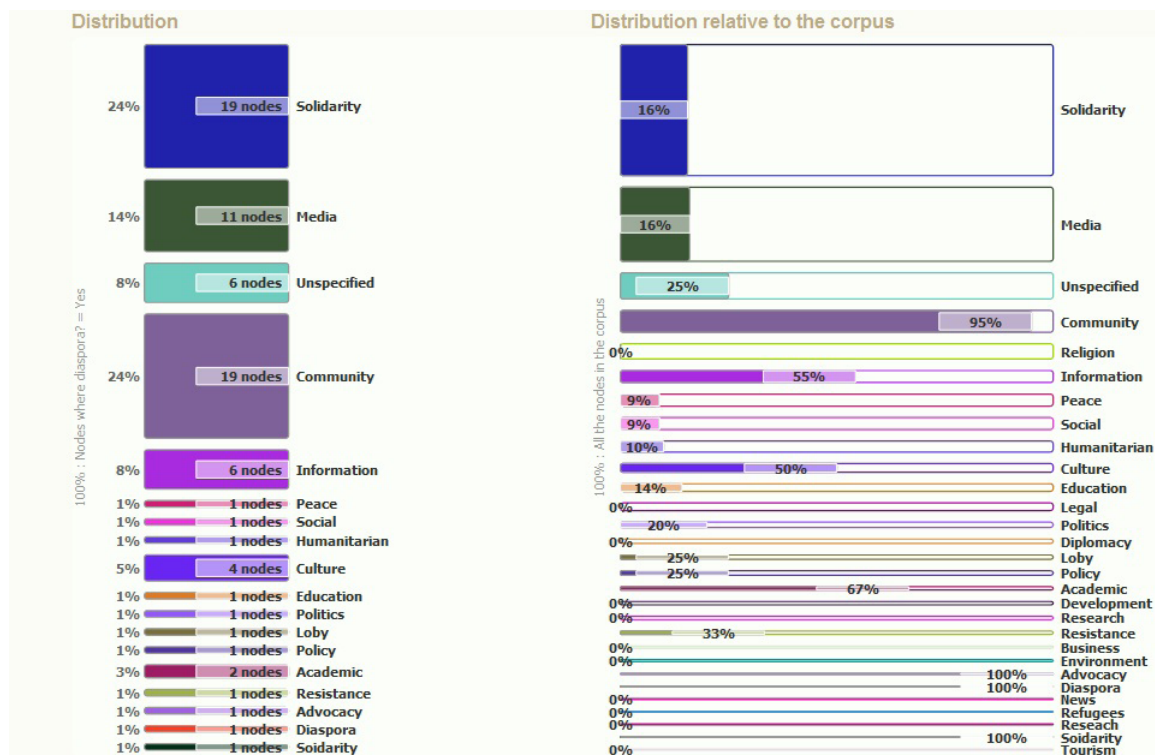 Distribution
100% : Nodes where diaspora? = Yes
24% 19 nodes Solidarity
14% 11 nodes Media
8% 6 nodes Unspecified
24% 19 nodes Community
8% 6 nodes Information
1% 1 nodes Peace
1% 1 nodes Social
1% 1 nodes Humanitarian
5% 4 nodes Culture
1% 1 nodes Education
1% 1 nodes Politics
1% 1 nodes Loby
1% 1 nodes Policy
3% 2 nodes Academic
1% 1 nodes Resistance
1% 1 nodes Advocacy
1% 1 nodes Diaspora
1% 1 nodes Soidarity
Distribution relative to the corpus
100% : All the nodes in the corpus
16% Solidarity
16% Media
25% Unspecified
95% Community
0% Religion
55% Information
9% Peace
9% Social
10% Humanitarian
50% Culture
14% Education
0% Legal
20% Politics
0% Diplomacy
25% Loby
25% Policy
67% Academic
0% Development
0% Research
33% Resistance
0% Business
0% Environment
100% Advocacy
100% Diaspora
0% News
0% Refugees
0% Reseach
100% Soidarity
0% Tourism